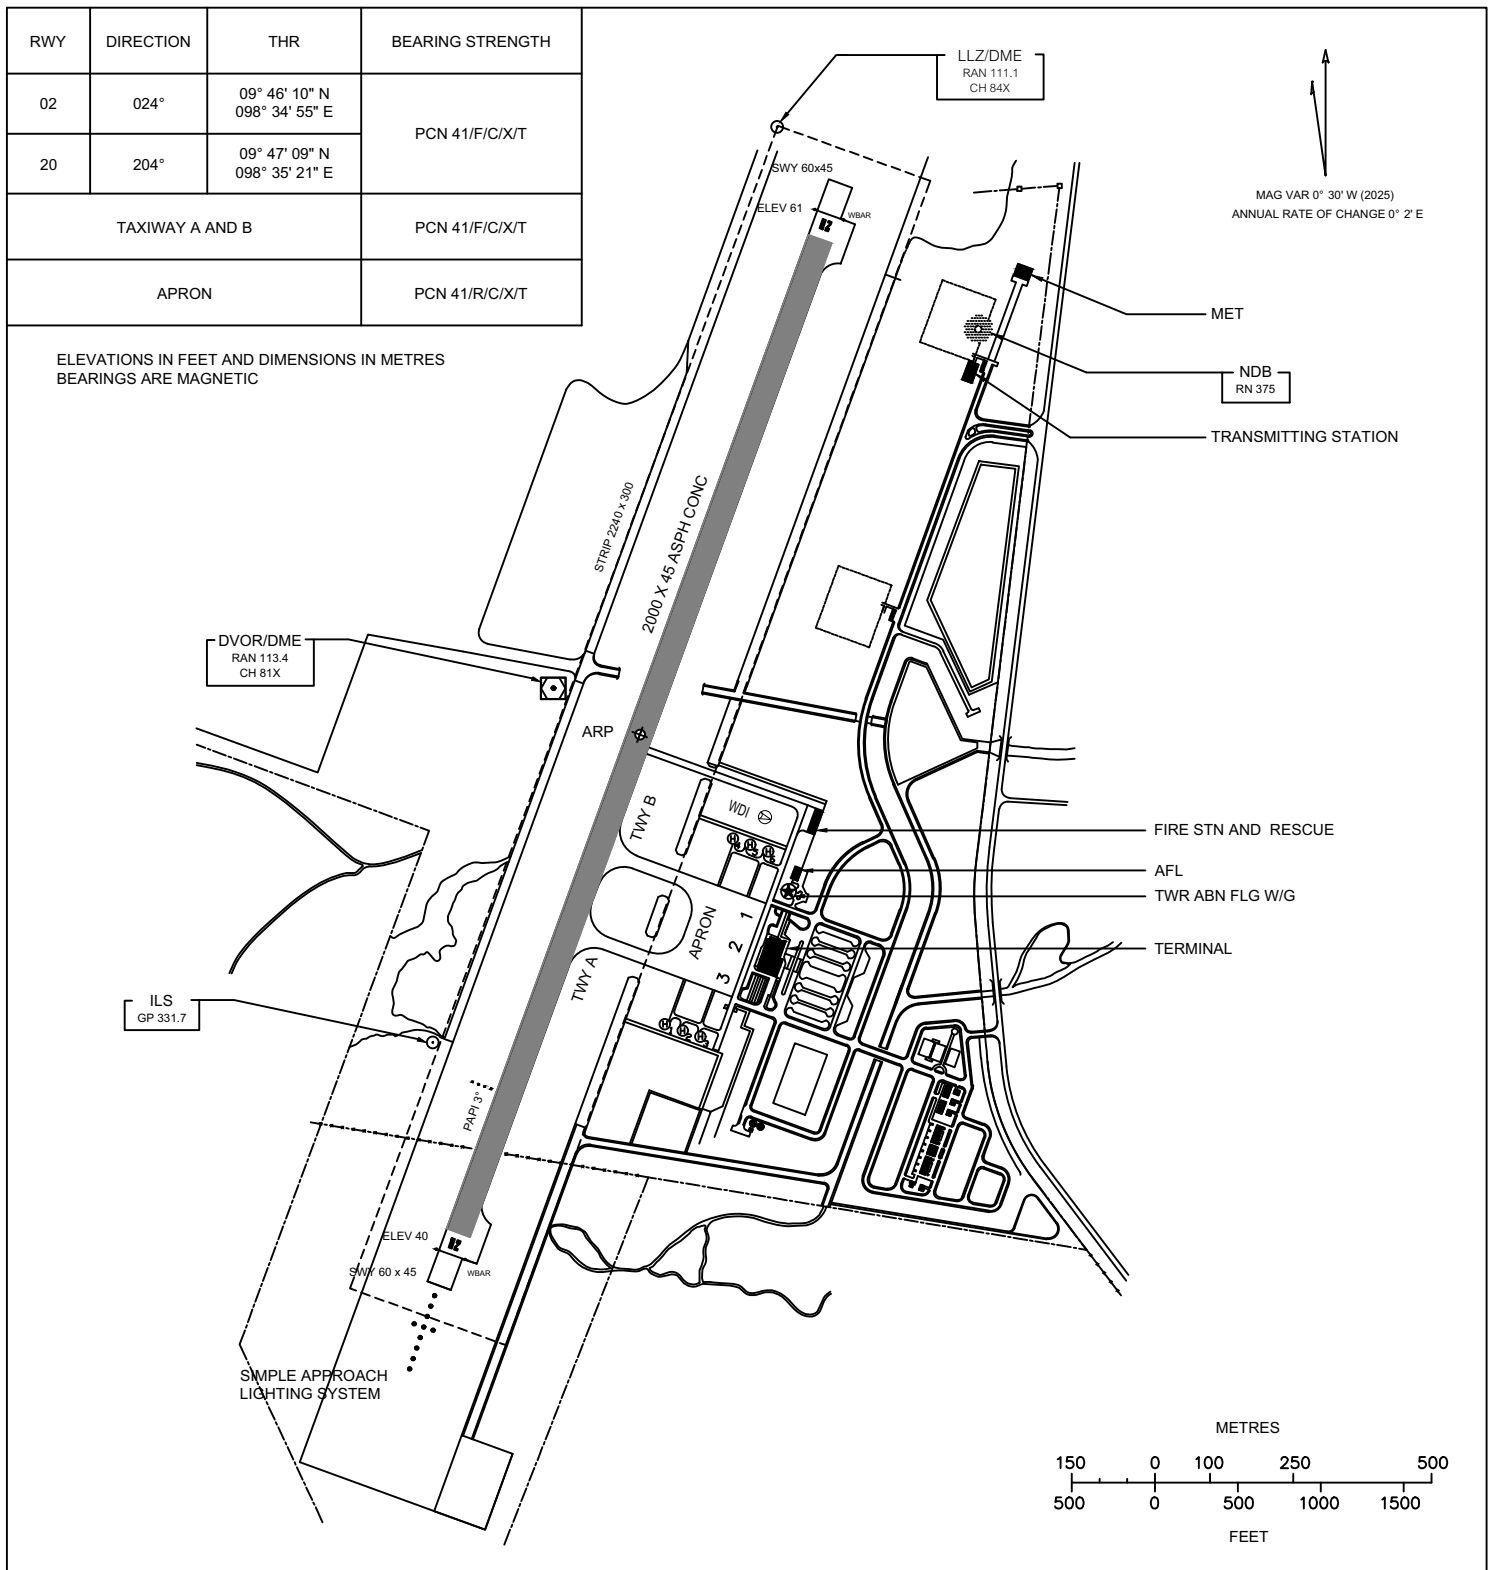 RWY DIRECTION THR BEARING STRENGTH
02 024° 09° 46' 10" N
098° 34' 55" E
PCN 41/F/C/X/T
20 204° 09° 47' 09" N
098° 35' 21" E
TAXIWAY A AND B PCN 41/F/C/X/T
APRON PCN 41/R/C/X/T
ELEVATIONS IN FEET AND DIMENSIONS IN METRES
BEARINGS ARE MAGNETIC
LLZ/DME
RAN 111.1
CH 84X
MAG VAR 0° 30' W (2025)
ANNUAL RATE OF CHANGE 0° 2' E
SWY 60x45
ELEV 61
WBAR
MET
NDB
RN 375
TRANSMITTING STATION
STRIP 2240 x 300
2000 X 45 ASPH CONC
DVOR/DME
RAN 113.4
CH 81X
ARP
TWY B
WDI
H4
H5
H6
FIRE STN AND RESCUE
AFL
TWR ABN FLG W/G
TERMINAL
APRON
1
2
3
TWY A
H1
H2
H3
ILS
GP 331.7
PAPI 3°
ELEV 40
SWY 60 x 45
WBAR
SIMPLE APPROACH
LIGHTING SYSTEM
METRES
150 0 100 250 500
500 0 500 1000 1500
FEET